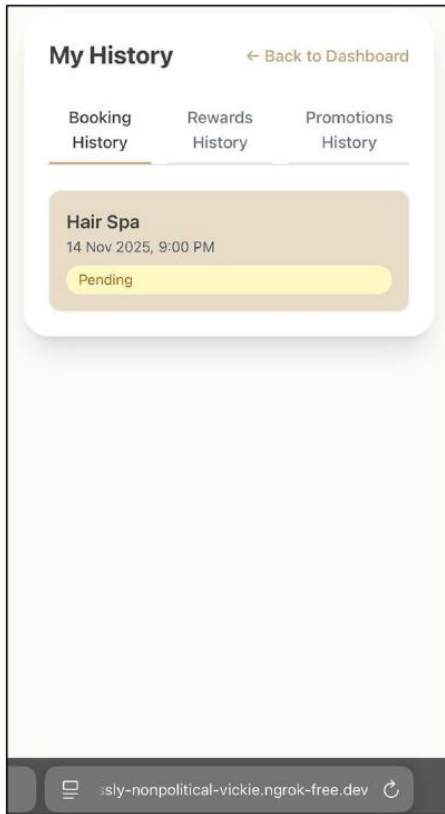 My History
← Back to Dashboard
Booking
History
Rewards
History
Promotions
History
Hair Spa
14 Nov 2025, 9:00 PM
Pending
sly-nonpolitical-vickie.ngrok-free.dev